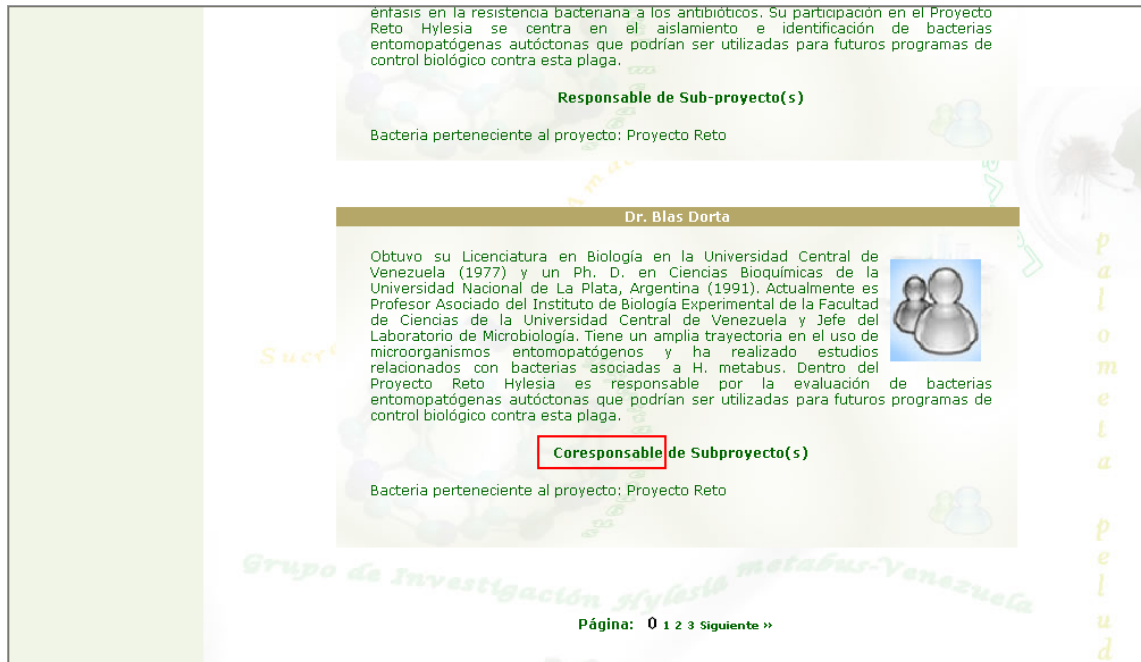 énfasis en la resistencia bacteriana a los antibióticos. Su participación en el Proyecto
Reto Hylesia se centra en el aislamiento e identificación de bacterias
entomopatógenas autóctonas que podrían ser utilizadas para futuros programas de
control biológico contra esta plaga.
Responsable de Sub-proyecto(s)
Bacteria perteneciente al proyecto: Proyecto Reto
Dr. Blas Dorta
Obtuvo su Licenciatura en Biología en la Universidad Central de
Venezuela (1977) y un Ph. D. en Ciencias Bioquímicas de la
Universidad Nacional de La Plata, Argentina (1991). Actualmente es
Profesor Asociado del Instituto de Biología Experimental de la Facultad
de Ciencias de la Universidad Central de Venezuela y Jefe del
Laboratorio de Microbiología. Tiene un amplia trayectoria en el uso de
microorganismos entomopatógenos y ha realizado estudios
relacionados con bacterias asociadas a H. metabus. Dentro del
Proyecto Reto Hylesia es responsable por la evaluación de bacterias
entomopatógenas autóctonas que podrían ser utilizadas para futuros programas de
control biológico contra esta plaga.
Coresponsable de Subproyecto(s)
Bacteria perteneciente al proyecto: Proyecto Reto
Grupo de Investigación Hylesia metabus-Venezuela
Página: 0 1 2 3 Siguiente »
palometa pelud